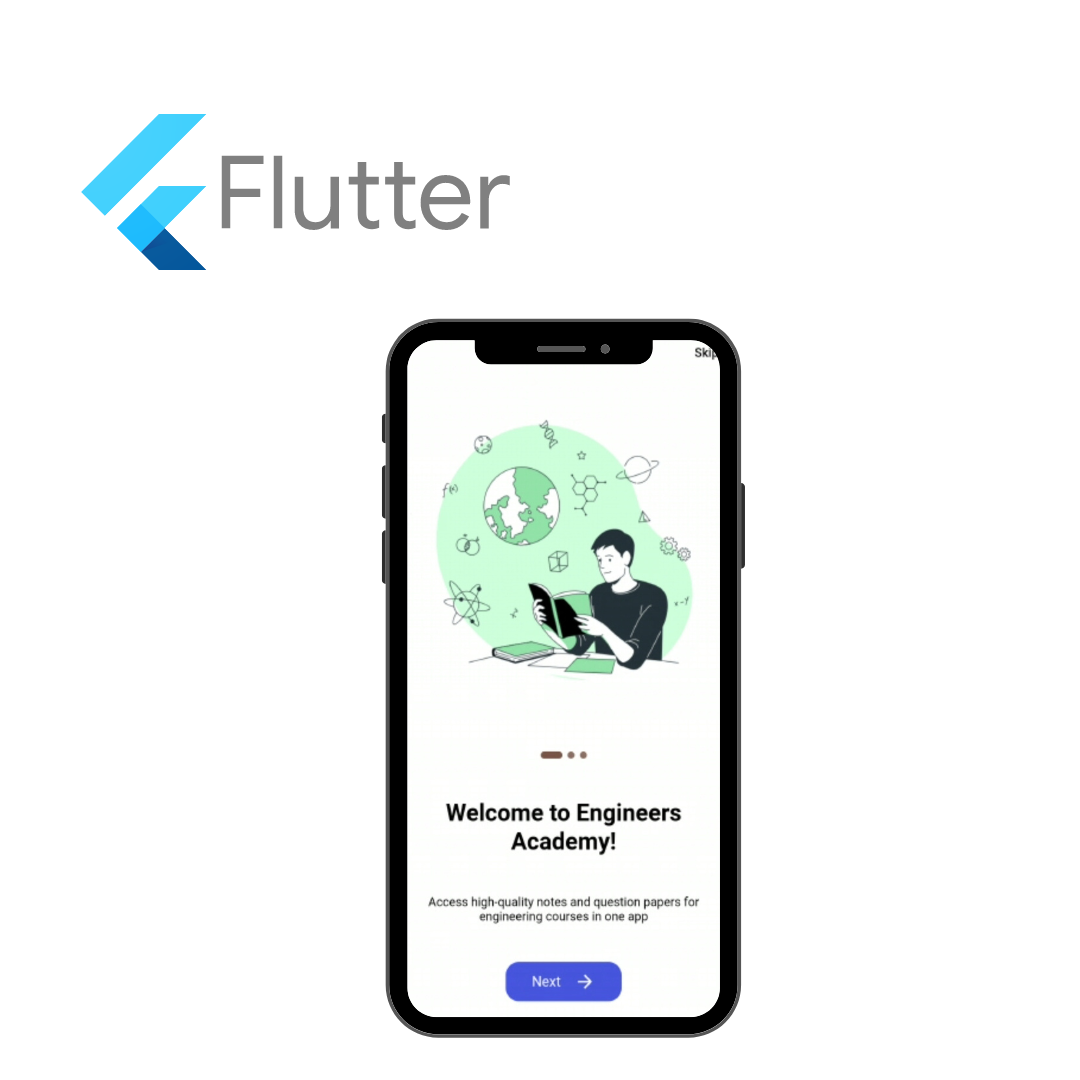 Flutter
Skip
f(x)
x²
x-y
Welcome to Engineers
Academy!
Access high-quality notes and question papers for
engineering courses in one app
Next